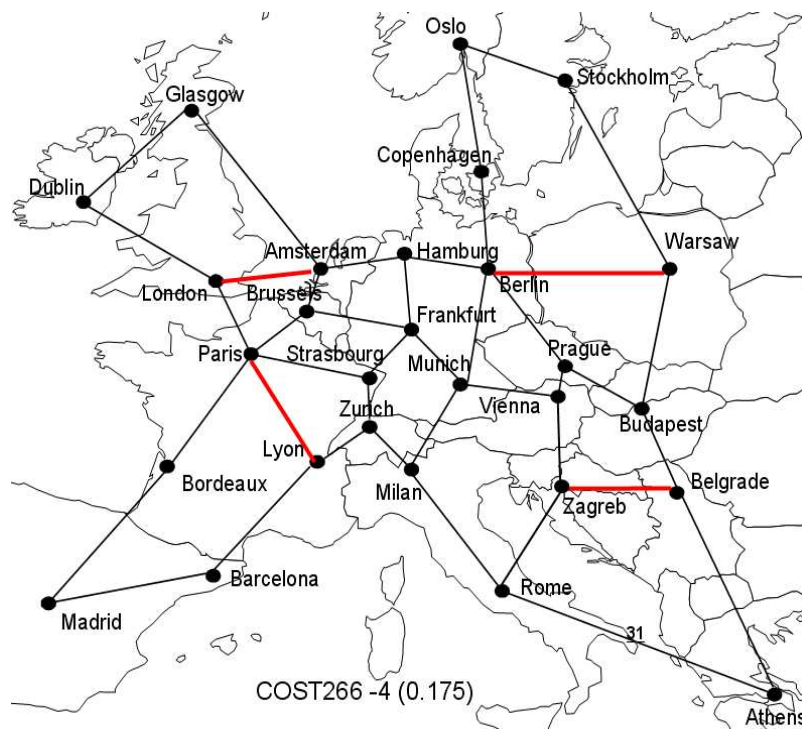 Oslo
Stockholm
Glasgow
Copenhagen
Dublin
Amsterdam
Hamburg
Warsaw
London
Brussels
Berlin
Frankfurt
Paris
Strasbourg
Munich
Prague
Zurich
Vienna
Budapest
Lyon
Bordeaux
Milan
Zagreb
Belgrade
Barcelona
Rome
Madrid
31
COST266 -4 (0.175)
Athens